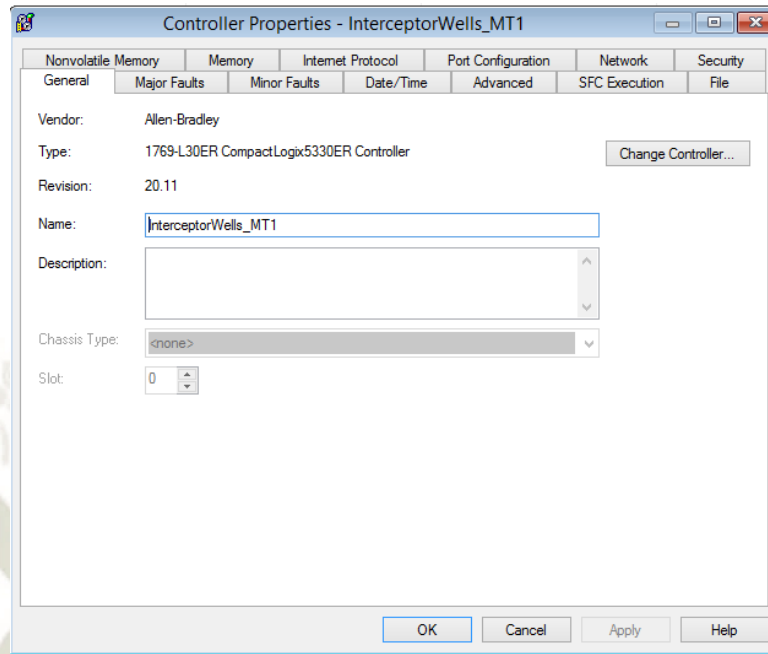 Controller Properties - InterceptorWells_MT1
Nonvolatile Memory Memory Internet Protocol Port Configuration Network Security
General Major Faults Minor Faults Date/Time Advanced SFC Execution File
Vendor: Allen-Bradley
Type: 1769-L30ER CompactLogix5330ER Controller Change Controller...
Revision: 20.11
Name: InterceptorWells_MT1
Description:
Chassis Type: <none>
Slot: 0
OK Cancel Apply Help